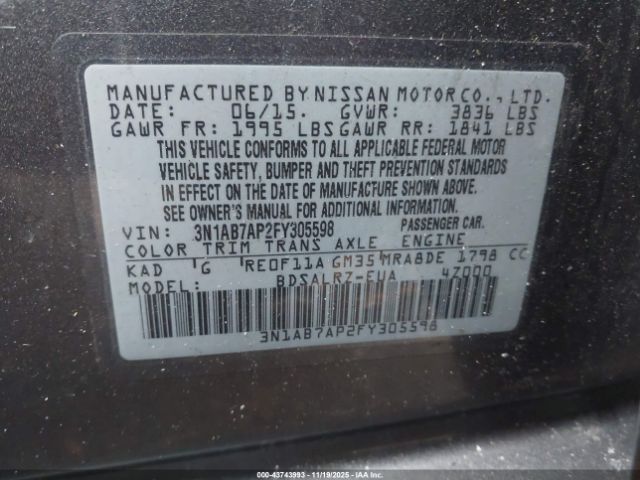 MANUFACTURED BY NISSAN MOTOR CO., LTD.
DATE: 06/15. GVWR: 3836 LBS
GAWR FR: 1995 LBS GAWR RR: 1841 LBS
THIS VEHICLE CONFORMS TO ALL APPLICABLE FEDERAL MOTOR
VEHICLE SAFETY, BUMPER AND THEFT PREVENTION STANDARDS
IN EFFECT ON THE DATE OF MANUFACTURE SHOWN ABOVE.
SEE OWNER'S MANUAL FOR ADDITIONAL INFORMATION.
VIN: 3N1AB7AP2FY305598 PASSENGER CAR.
COLOR TRIM TRANS AXLE ENGINE
KAD G RE0F11A GM35 MRA8DE 1798 CC
MODEL: BDSALRZ-EUA 47000
3N1AB7AP2FY305598
000-43743993 - 11/19/2025 - IAAI.COM